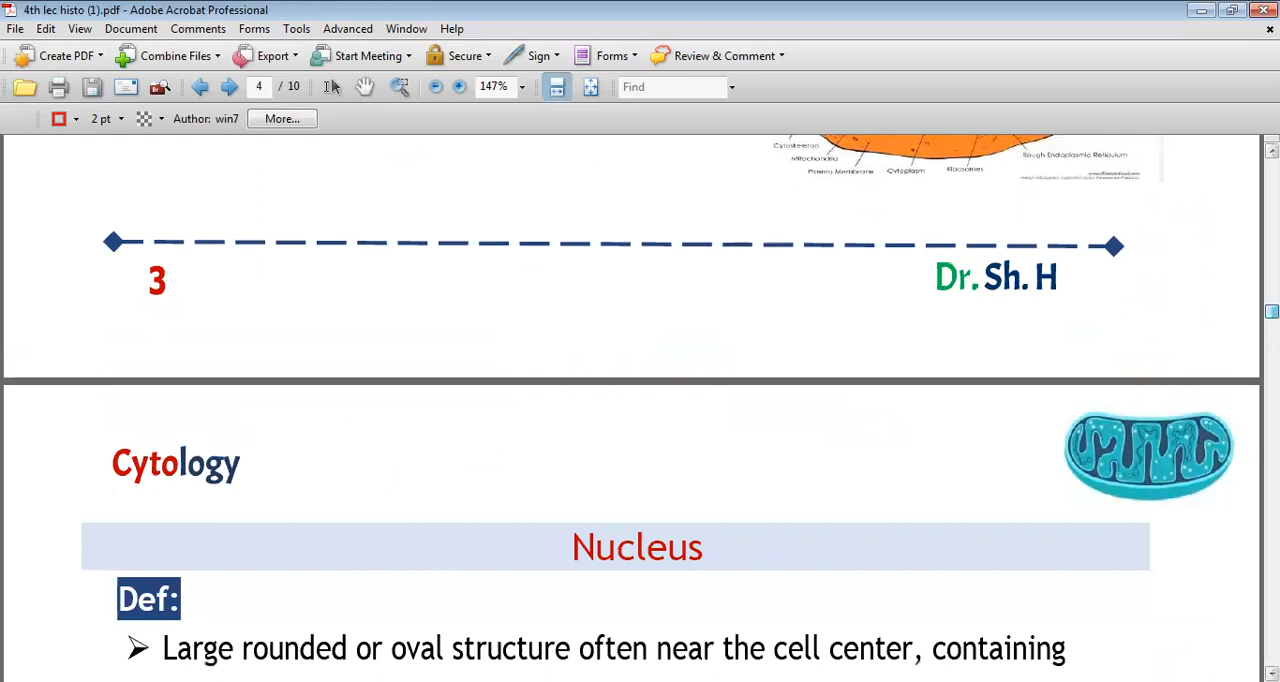 4th lec histo (1).pdf - Adobe Acrobat Professional
File Edit View Document Comments Forms Tools Advanced Window Help
Create PDF Combine Files Export Start Meeting Secure Sign Forms Review & Comment
4 / 10 147% Find
2 pt Author: win7 More...
Cytoskeleton
Mitochondria
Plasma Membrane Cytoplasm Ribosomes Rough Endoplasmic Reticulum
3 Dr. Sh. H
Cytology
Nucleus
Def:
➤ Large rounded or oval structure often near the cell center, containing